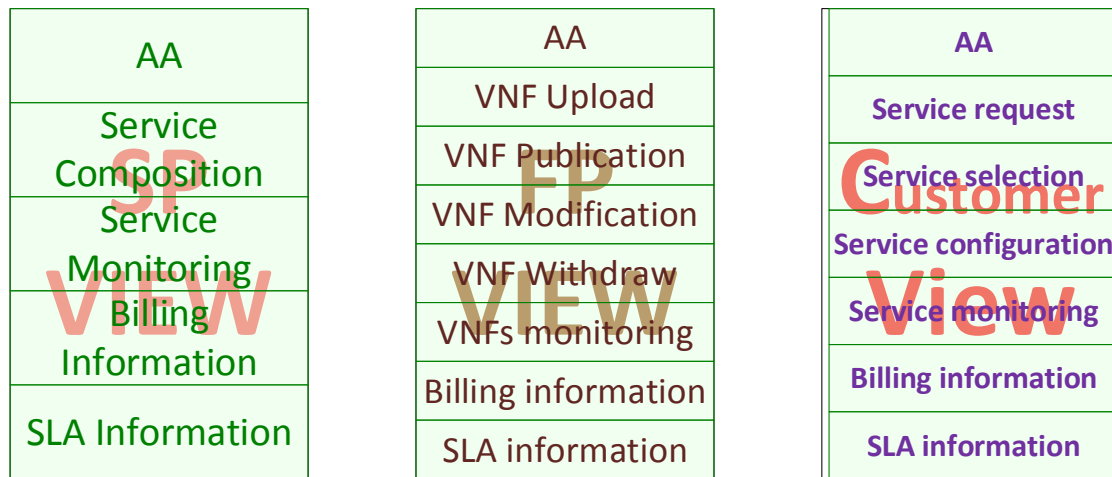 AA
Service
Composition
Service
Monitoring
Billing
Information
SLA Information
SP
VIEW
AA
VNF Upload
VNF Publication
VNF Modification
VNF Withdraw
VNFs monitoring
Billing information
SLA information
FP
VIEW
AA
Service request
Service selection
Service configuration
Service monitoring
Billing information
SLA information
Customer
View